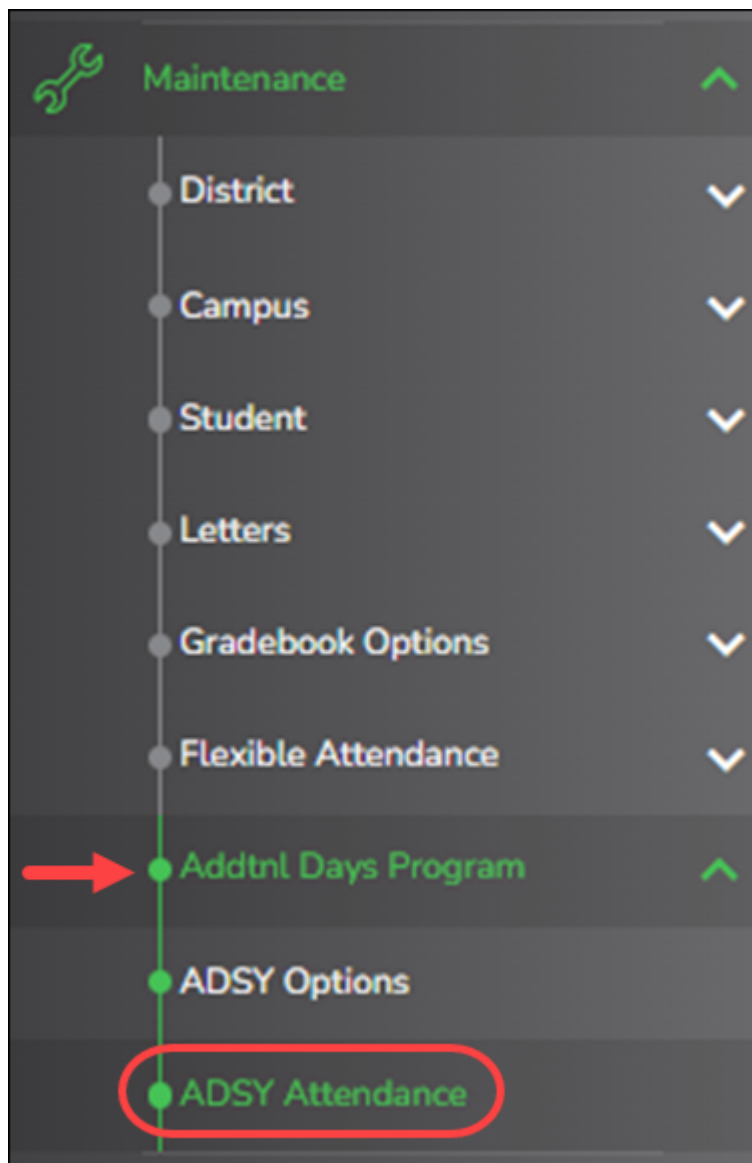 Maintenance
District
Campus
Student
Letters
Gradebook Options
Flexible Attendance
Addtnl Days Program
ADSY Options
ADSY Attendance